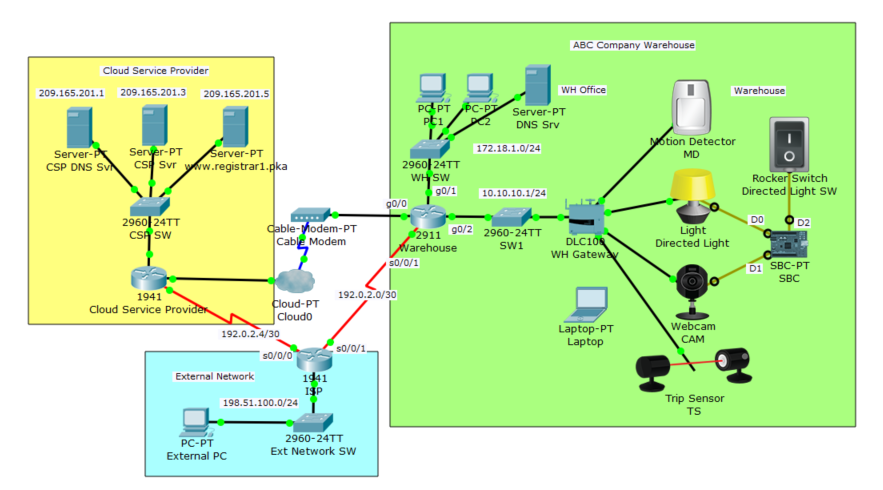 ABC Company Warehouse
Cloud Service Provider
209.165.201.1
209.165.201.3
209.165.201.5
Server-PT
CSP DNS Svr
Server-PT
CSP Svr
Server-PT
www.registrar1.pka
2960-24TT
CSP SW
1941
Cloud Service Provider
Cable-Modem-PT
Cable Modem
Cloud-PT
Cloud0
WH Office
PC-PT
PC1
PC-PT
PC2
Server-PT
DNS Srv
2960-24TT
WH SW
172.18.1.0/24
g0/1
g0/0
2911
Warehouse
g0/2
s0/0/1
10.10.10.1/24
2960-24TT
SW1
DLC100
WH Gateway
Laptop-PT
Laptop
Warehouse
Motion Detector
MD
Rocker Switch
Directed Light SW
Light
Directed Light
D0
D2
D1
SBC-PT
SBC
Webcam
CAM
Trip Sensor
TS
192.0.2.0/30
192.0.2.4/30
s0/0/0
s0/0/1
1941
ISP
External Network
198.51.100.0/24
PC-PT
External PC
2960-24TT
Ext Network SW